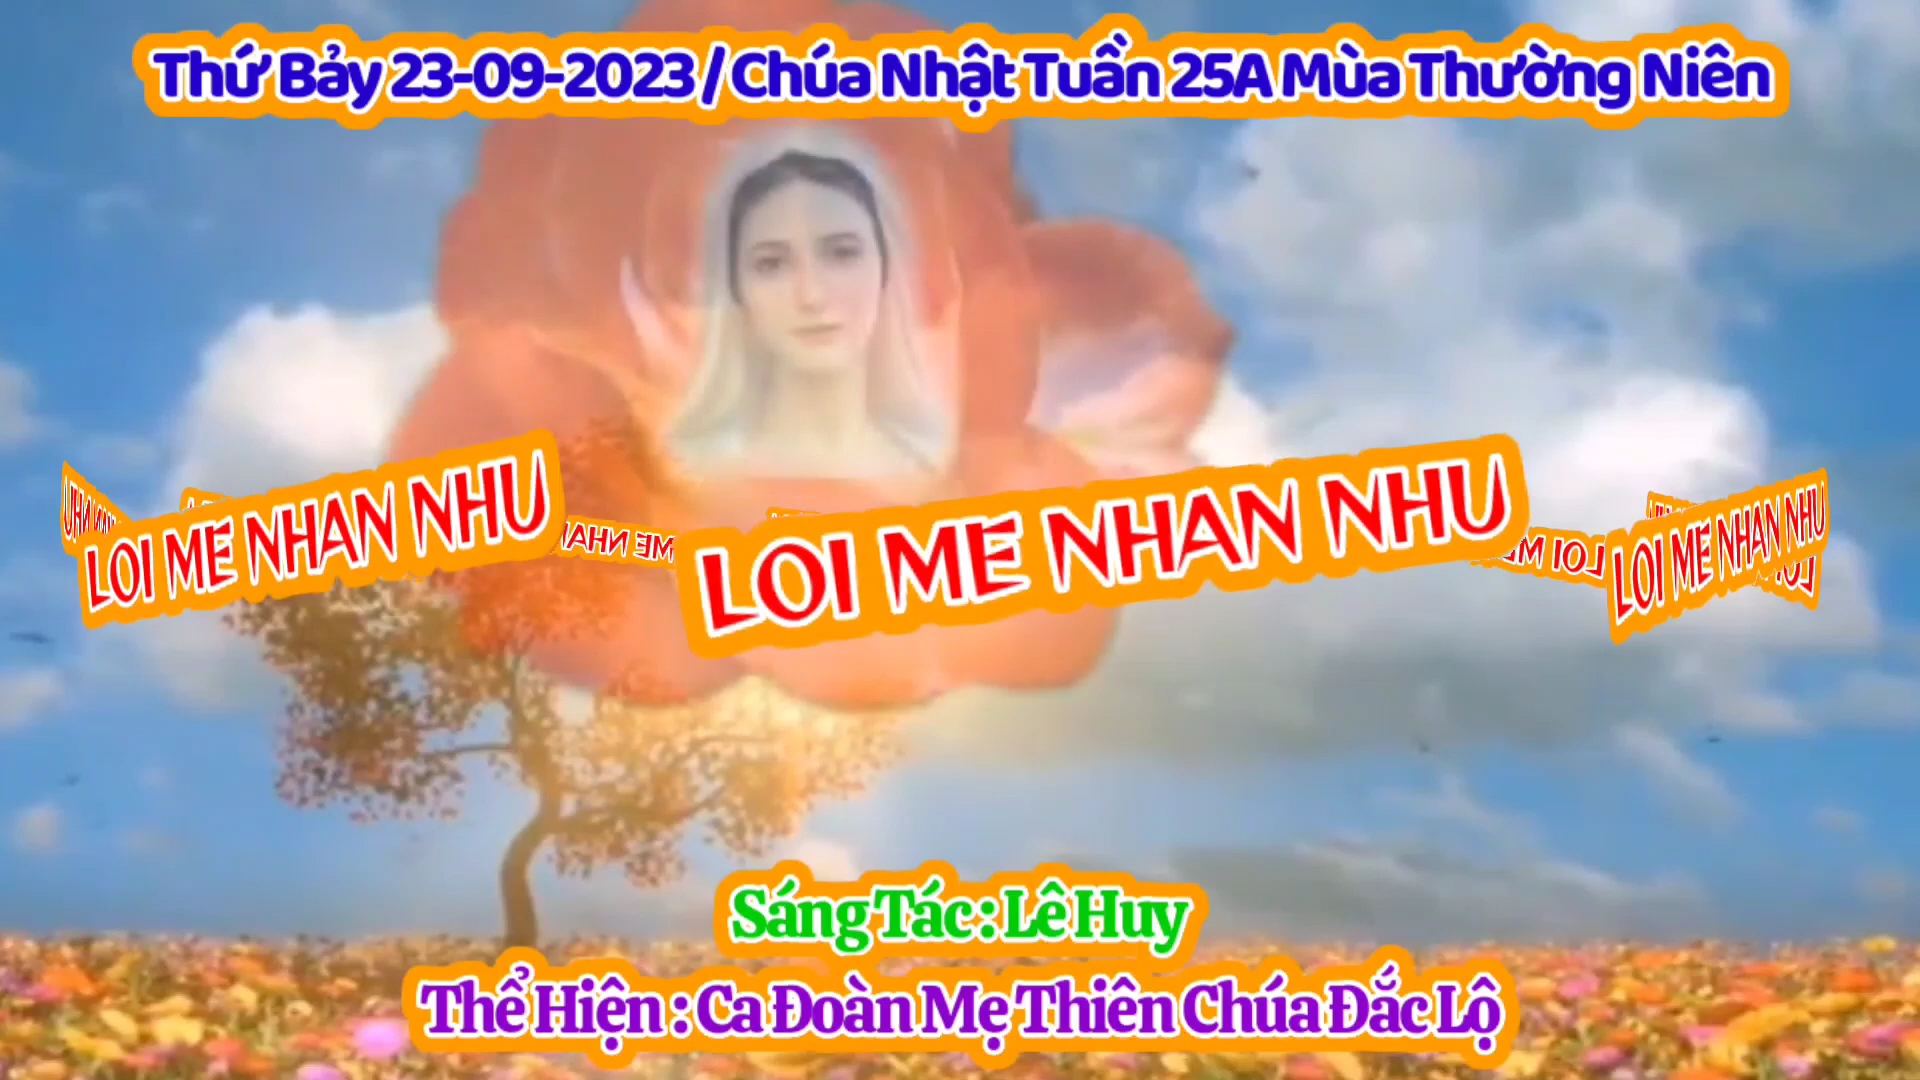 Thứ Bảy 23-09-2023 / Chúa Nhật Tuần 25A Mùa Thường Niên
LOI ME NHAN NHU
LOI ME NHAN NHU
LOI ME NHAN NHU
Sáng Tác : Lê Huy
Thể Hiện : Ca Đoàn Mẹ Thiên Chúa Đắc Lộ